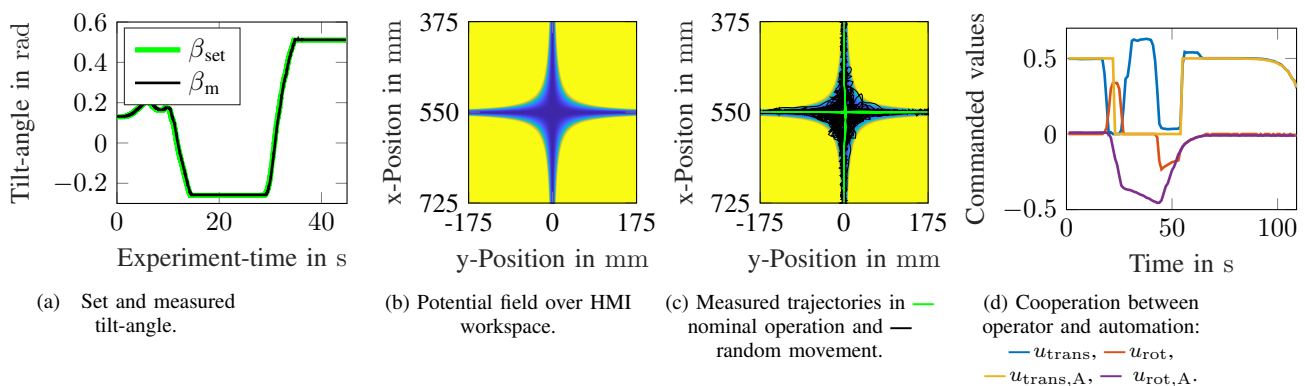 0.6
0.4
0.2
0
−0.2
0
20
40
Tilt-angle in rad
Experiment-time in s
β_set
β_m
(a) Set and measured
tilt-angle.
375
550
725
-175
0
175
x-Positon in mm
y-Position in mm
(b) Potential field over HMI
workspace.
375
550
725
-175
0
175
x-Positon in mm
y-Position in mm
(c) Measured trajectories in
nominal operation and
random movement.
0.5
0
−0.5
0
50
100
Commanded values
Time in s
(d) Cooperation between
operator and automation:
u_trans, u_rot,
u_trans,A, u_rot,A.